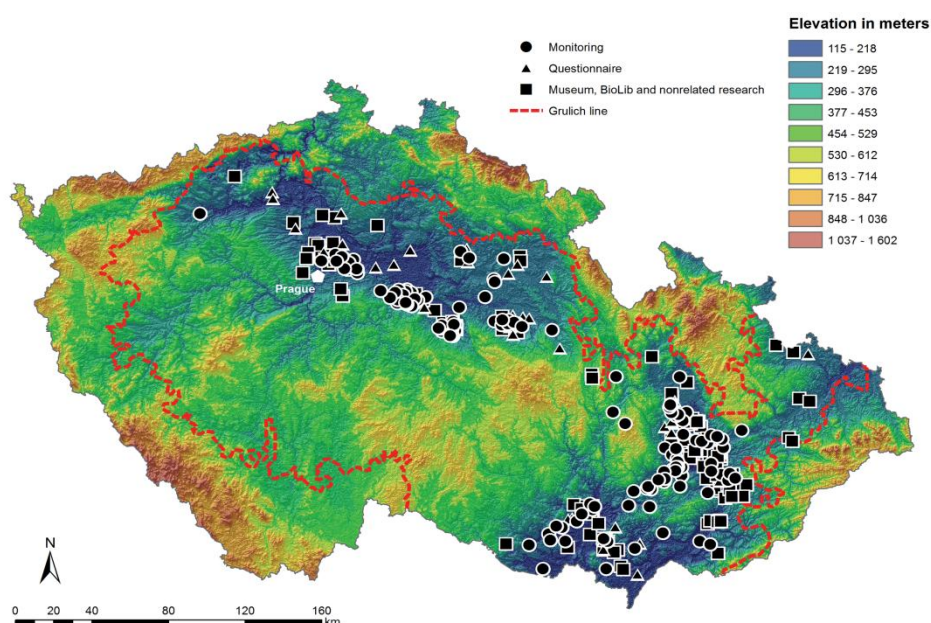 Elevation in meters
115 - 218
219 - 295
296 - 376
377 - 453
454 - 529
530 - 612
613 - 714
715 - 847
848 - 1 036
1 037 - 1 602
Monitoring
Questionnaire
Museum, BioLib and nonrelated research
Grulich line
Prague
N
0 20 40 80 120 160
km